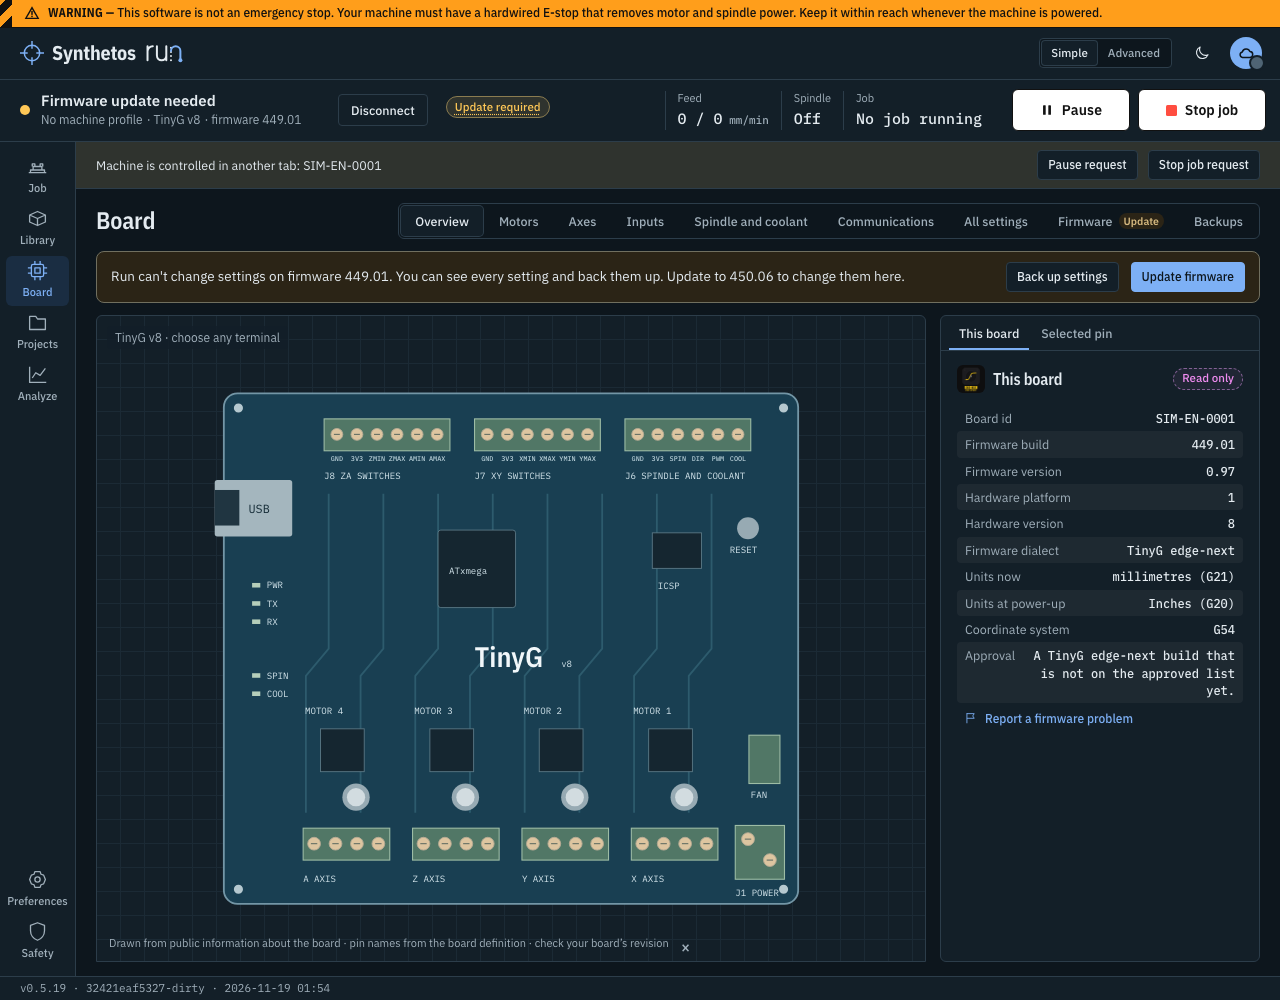 WARNING — This software is not an emergency stop. Your machine must have a hardwired E-stop that removes motor and spindle power. Keep it within reach whenever the machine is powered.
Synthetos run
Simple
Advanced
Firmware update needed
No machine profile · TinyG v8 · firmware 449.01
Disconnect
Update required
Feed
0 / 0 mm/min
Spindle
Off
Job
No job running
Pause
Stop job
Machine is controlled in another tab: SIM-EN-0001
Pause request
Stop job request
Job
Library
Board
Projects
Analyze
Preferences
Safety
Board
Overview
Motors
Axes
Inputs
Spindle and coolant
Communications
All settings
Firmware Update
Backups
Run can't change settings on firmware 449.01. You can see every setting and back them up. Update to 450.06 to change them here.
Back up settings
Update firmware
TinyG v8 · choose any terminal
GND 3V3 ZMIN ZMAX AMIN AMAX
J8 ZA SWITCHES
GND 3V3 XMIN XMAX YMIN YMAX
J7 XY SWITCHES
GND 3V3 SPIN DIR PWM COOL
J6 SPINDLE AND COOLANT
USB
RESET
ATxmega
ICSP
PWR
TX
RX
TinyG v8
SPIN
COOL
MOTOR 4
MOTOR 3
MOTOR 2
MOTOR 1
FAN
A AXIS
Z AXIS
Y AXIS
X AXIS
J1 POWER
Drawn from public information about the board · pin names from the board definition · check your board's revision ×
This board
Selected pin
This board
Read only
Board id SIM-EN-0001
Firmware build 449.01
Firmware version 0.97
Hardware platform 1
Hardware version 8
Firmware dialect TinyG edge-next
Units now millimetres (G21)
Units at power-up Inches (G20)
Coordinate system G54
Approval A TinyG edge-next build that
is not on the approved list
yet.
Report a firmware problem
v0.5.19 · 32421eaf5327-dirty · 2026-11-19 01:54